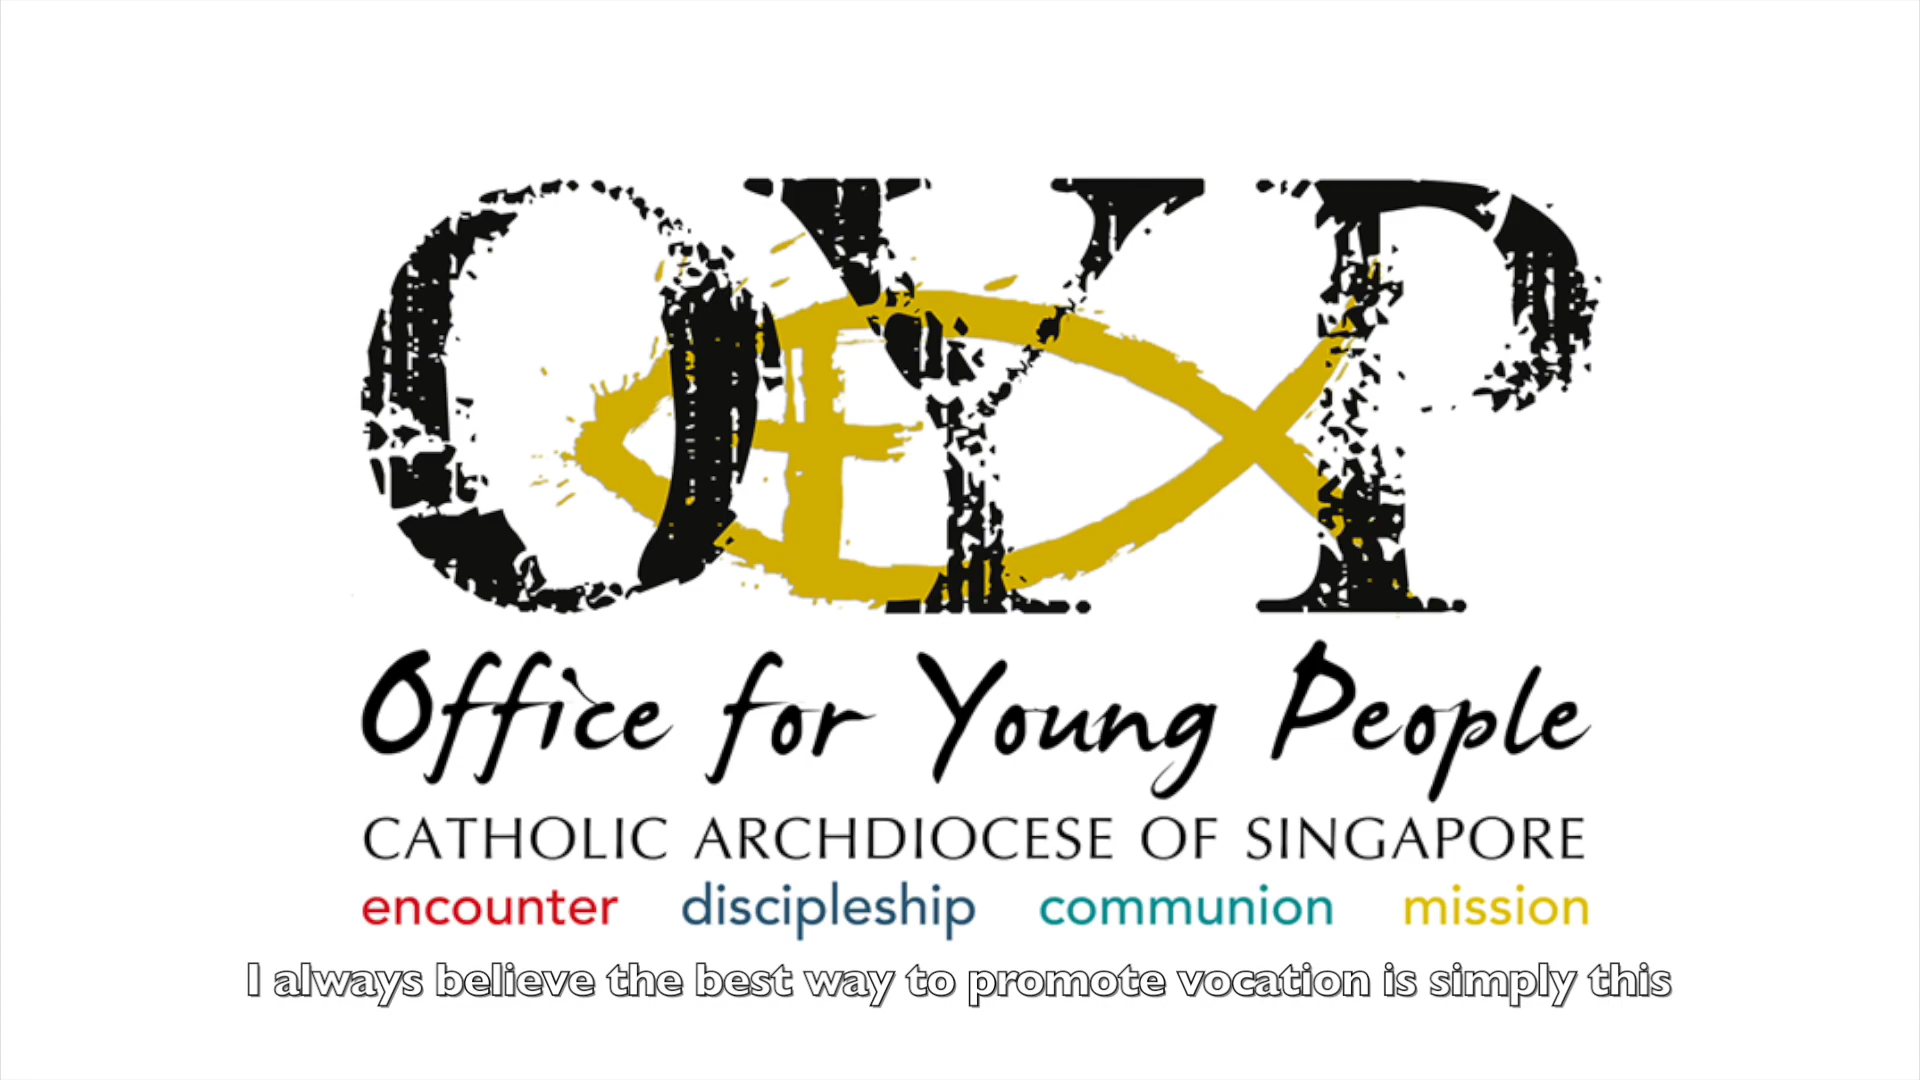 OYP
Office for Young People
CATHOLIC ARCHDIOCESE OF SINGAPORE
encounter discipleship communion mission
I always believe the best way to promote vocation is simply this